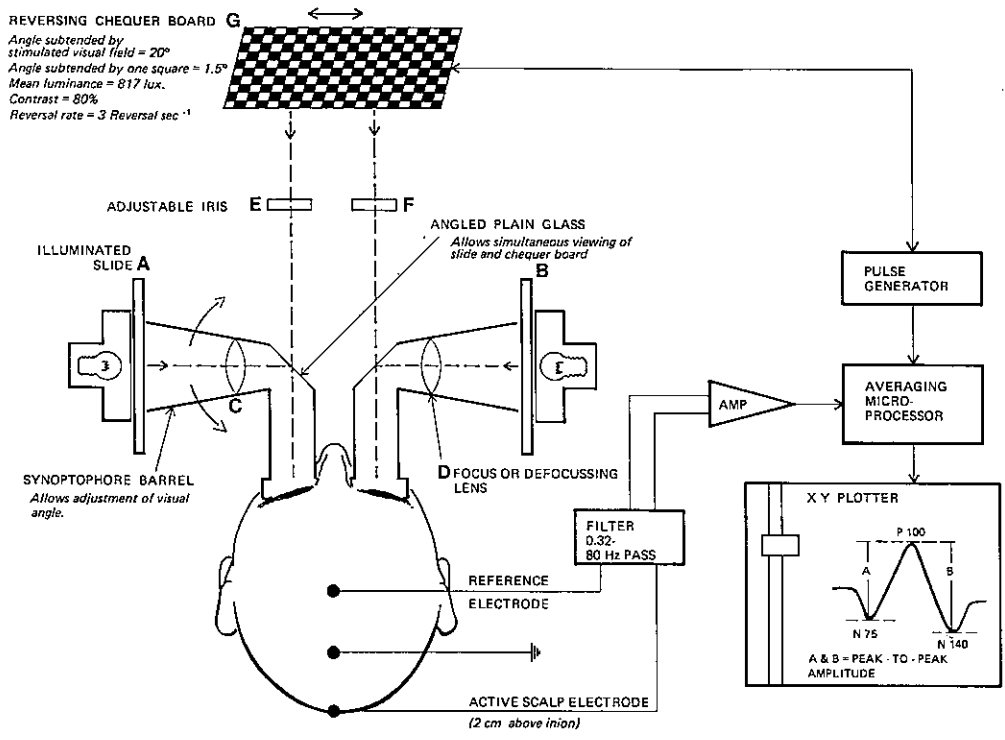 REVERSING CHEQUER BOARD G
Angle subtended by
stimulated visual field = 20°
Angle subtended by one square = 1.5°
Mean luminance = 817 lux.
Contrast = 80%
Reversal rate = 3 Reversal sec -1
ADJUSTABLE IRIS E
F
ANGLED PLAIN GLASS
Allows simultaneous viewing of
slide and chequer board
ILLUMINATED
SLIDE A
B
C
SYNOPTOPHORE BARREL
Allows adjustment of visual
angle.
D FOCUS OR DEFOCUSSING
LENS
PULSE
GENERATOR
AMP
AVERAGING
MICRO-
PROCESSOR
FILTER
0.32-
80 Hz PASS
REFERENCE
ELECTRODE
ACTIVE SCALP ELECTRODE
(2 cm above inion)
X Y PLOTTER
P 100
A
B
N 75
N 140
A & B = PEAK - TO - PEAK
AMPLITUDE